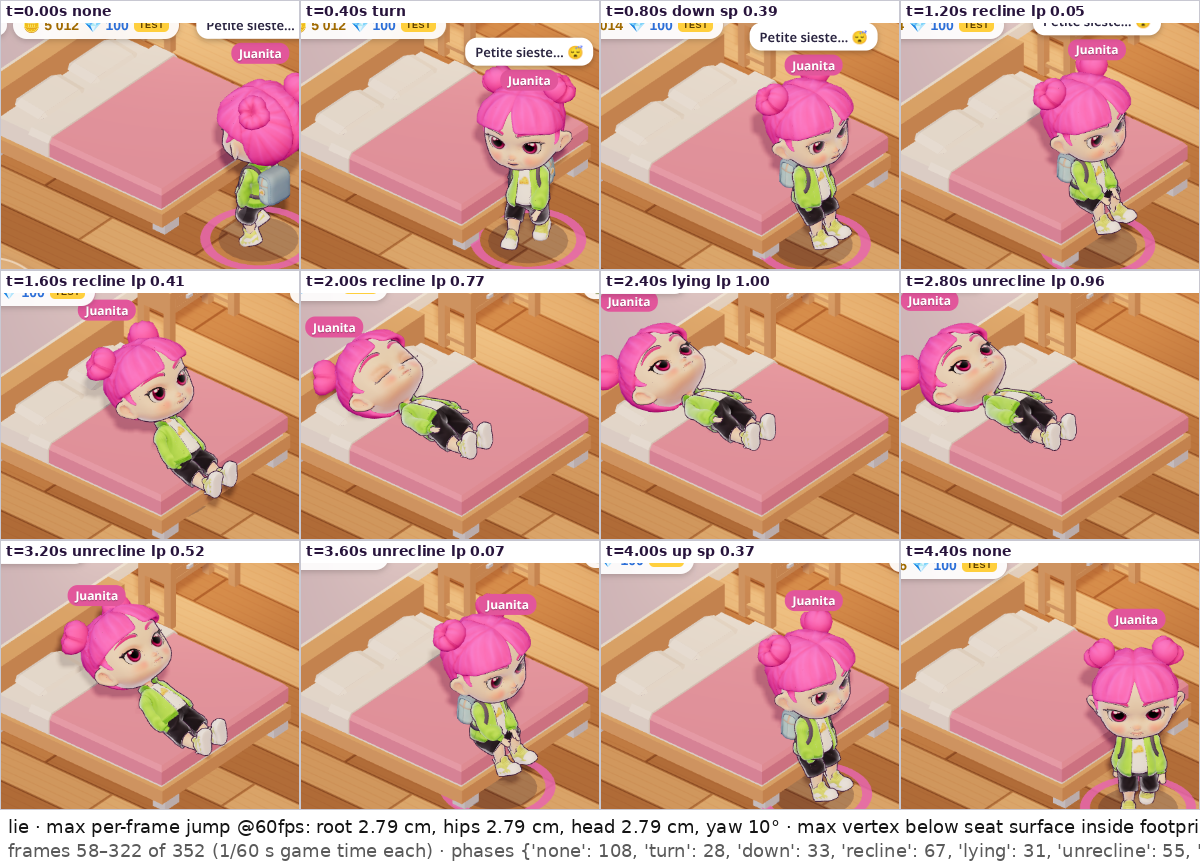 t=0.00s none
t=0.40s turn
t=0.80s down sp 0.39
t=1.20s recline lp 0.05
5 012 💎 100 TEST
Petite sieste...
Juanita
5 012 💎 100 TEST
Petite sieste... 😴
Juanita
014 💎 100 TEST
Petite sieste... 😴
Juanita
💎 100 TEST
Petite sieste... 😴
Juanita
t=1.60s recline lp 0.41
t=2.00s recline lp 0.77
t=2.40s lying lp 1.00
t=2.80s unrecline lp 0.96
100 TEST
Juanita
Juanita
Juanita
Juanita
t=3.20s unrecline lp 0.52
t=3.60s unrecline lp 0.07
t=4.00s up sp 0.37
t=4.40s none
Juanita
Juanita
100
Juanita
💎 100 TEST
Juanita
lie · max per-frame jump @60fps: root 2.79 cm, hips 2.79 cm, head 2.79 cm, yaw 10° · max vertex below seat surface inside footpri
frames 58–322 of 352 (1/60 s game time each) · phases {'none': 108, 'turn': 28, 'down': 33, 'recline': 67, 'lying': 31, 'unrecline': 55,